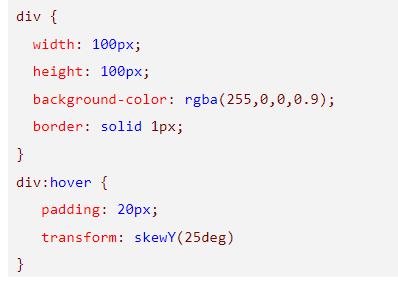 div {
  width: 100px;
  height: 100px;
  background-color: rgba(255,0,0,0.9);
  border: solid 1px;
}
div:hover {
   padding: 20px;
   transform: skewY(25deg)
}